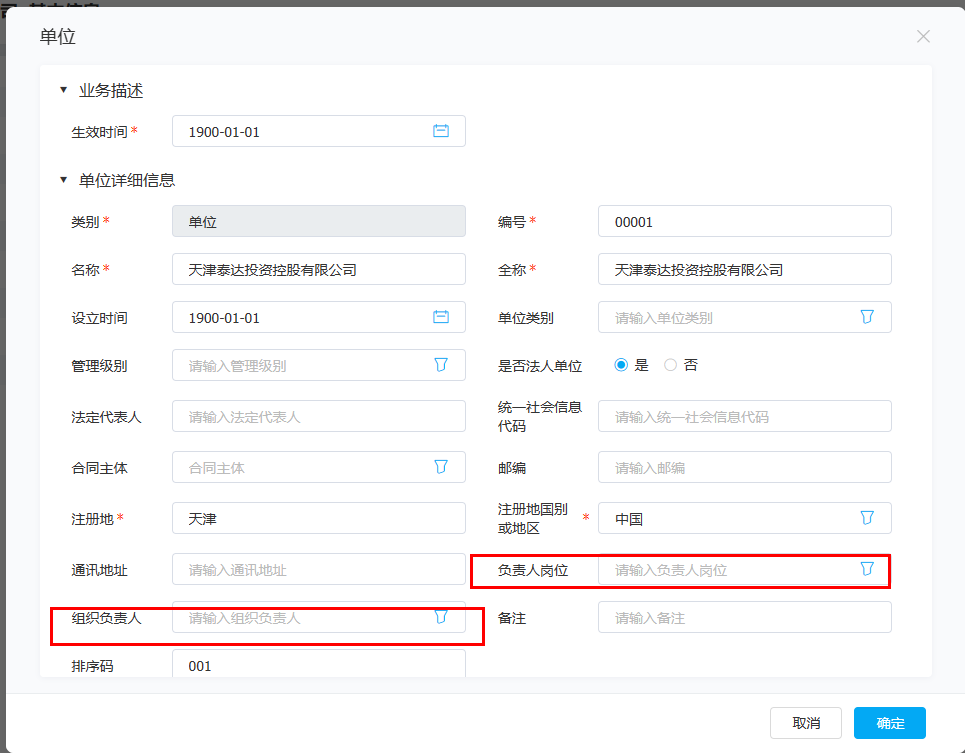 单位
业务描述
生效时间* 1900-01-01
单位详细信息
类别* 单位 编号* 00001
名称* 天津泰达投资控股有限公司 全称* 天津泰达投资控股有限公司
设立时间 1900-01-01 单位类别 请输入单位类别
管理级别 请输入管理级别 是否法人单位 是 否
法定代表人 请输入法定代表人 统一社会信息
代码 请输入统一社会信息代码
合同主体 合同主体 邮编 请输入邮编
注册地* 天津 注册地国别
或地区 * 中国
通讯地址 请输入通讯地址 负责人岗位 请输入负责人岗位
组织负责人 请输入组织负责人 备注 请输入备注
排序码 001
取消 确定